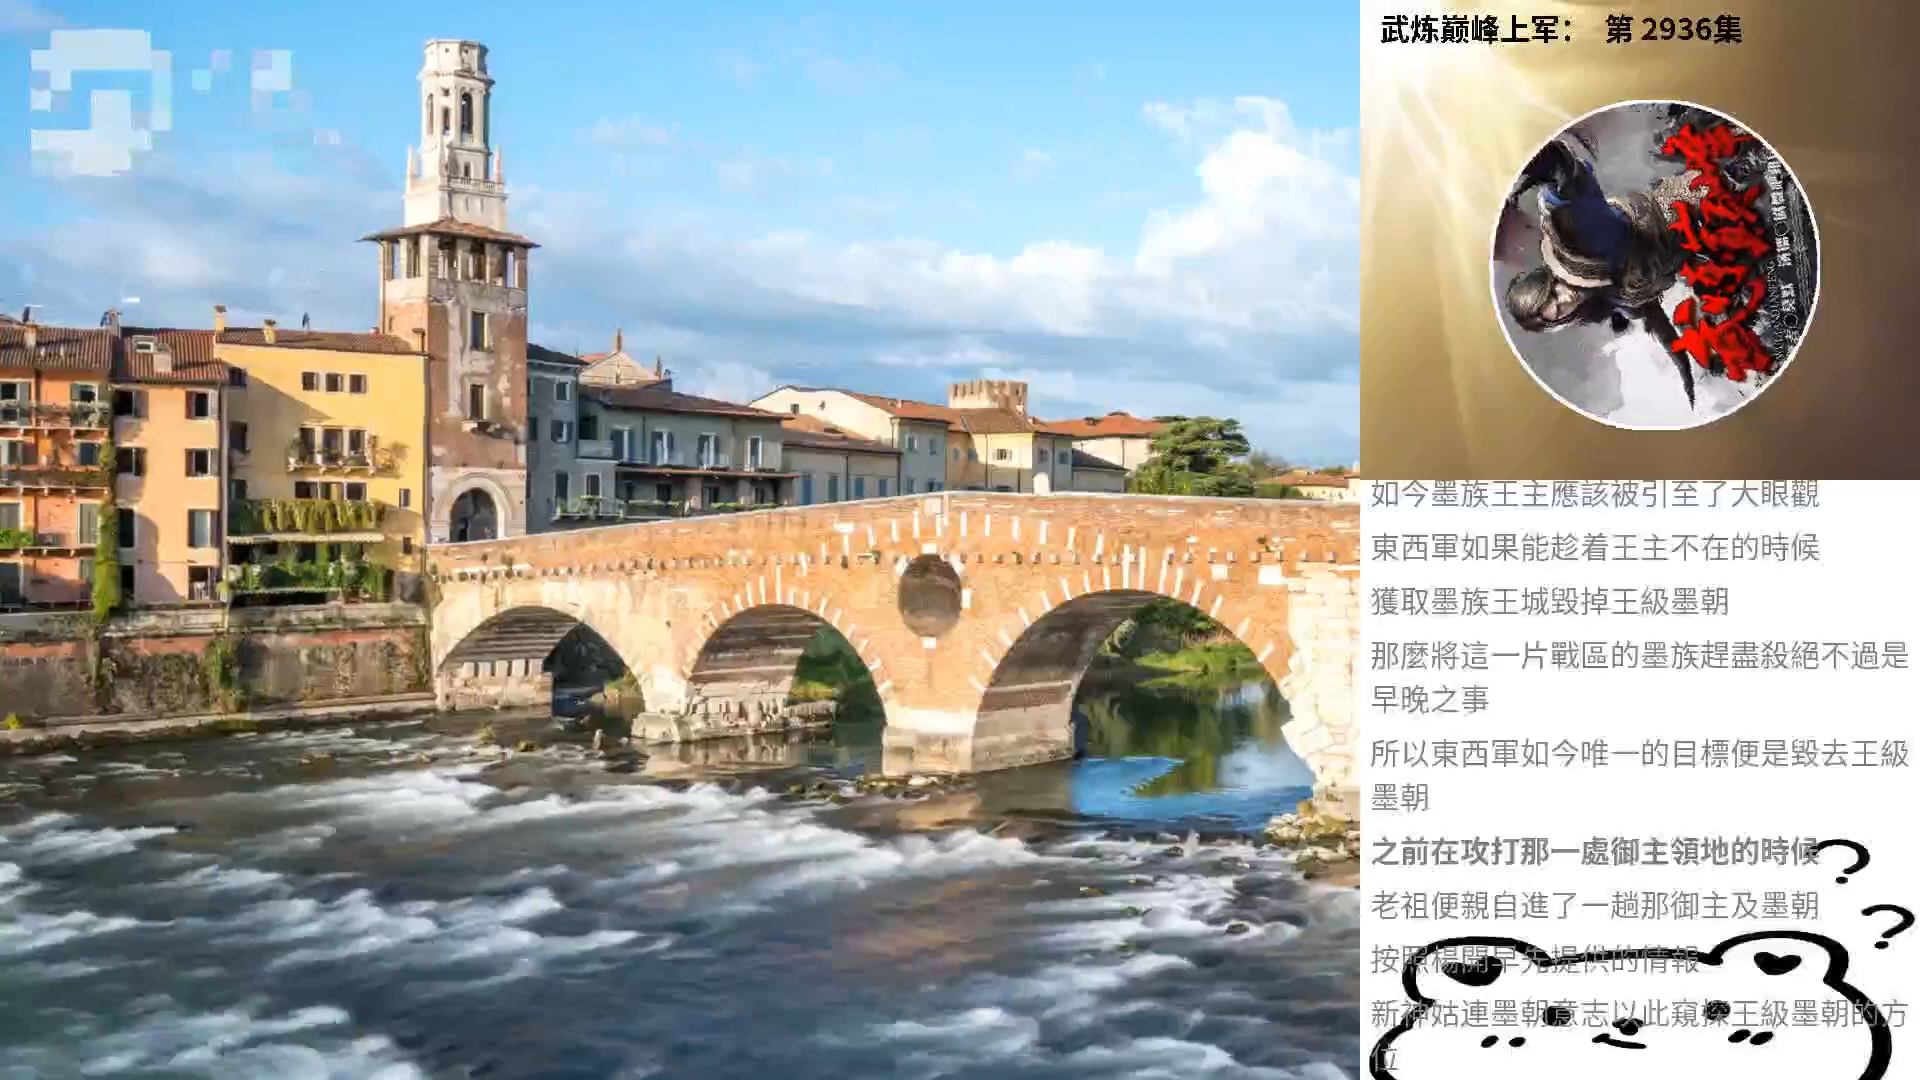 武炼巅峰上军： 第 2936集
如今墨族王主應該被引至了大眼觀
東西軍如果能趁着王主不在的時候
獲取墨族王城毀掉王級墨朝
那麼將這一片戰區的墨族趕盡殺絕不過是
早晚之事
所以東西軍如今唯一的目標便是毀去王級
墨朝
之前在攻打那一處御主領地的時候
老祖便親自進了一趟那御主及墨朝
按照楊開早先提供的情報
新神姑連墨朝意志以此窺探王級墨朝的方
位